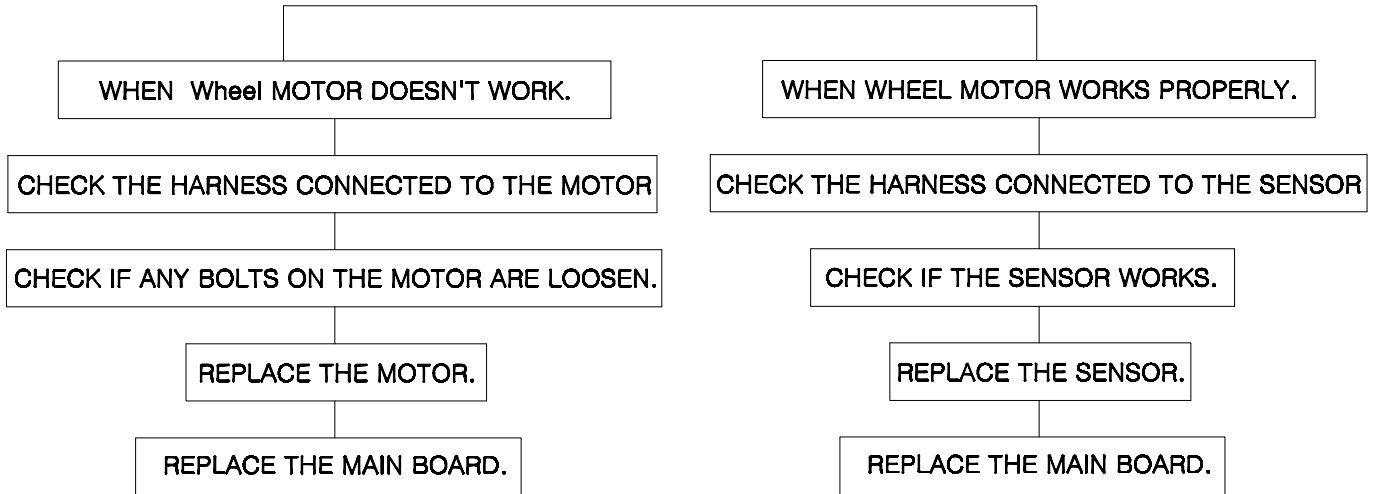 WHEN Wheel MOTOR DOESN'T WORK.
CHECK THE HARNESS CONNECTED TO THE MOTOR
CHECK IF ANY BOLTS ON THE MOTOR ARE LOOSEN.
REPLACE THE MOTOR.
REPLACE THE MAIN BOARD.
WHEN WHEEL MOTOR WORKS PROPERLY.
CHECK THE HARNESS CONNECTED TO THE SENSOR
CHECK IF THE SENSOR WORKS.
REPLACE THE SENSOR.
REPLACE THE MAIN BOARD.